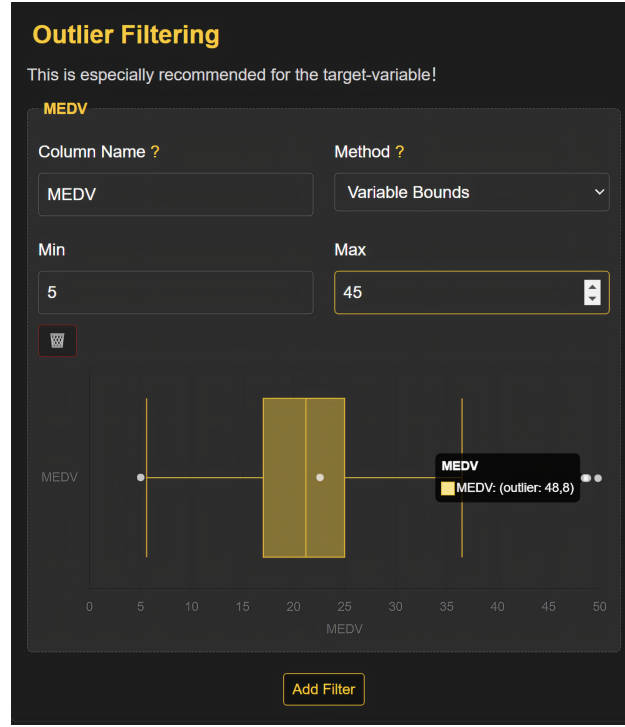 Outlier Filtering
This is especially recommended for the target-variable!
MEDV
Column Name ?
Method ?
MEDV
Variable Bounds
Min
Max
5
45
MEDV
MEDV
MEDV: (outlier: 48,8)
0 5 10 15 20 25 30 35 40 45 50
MEDV
Add Filter